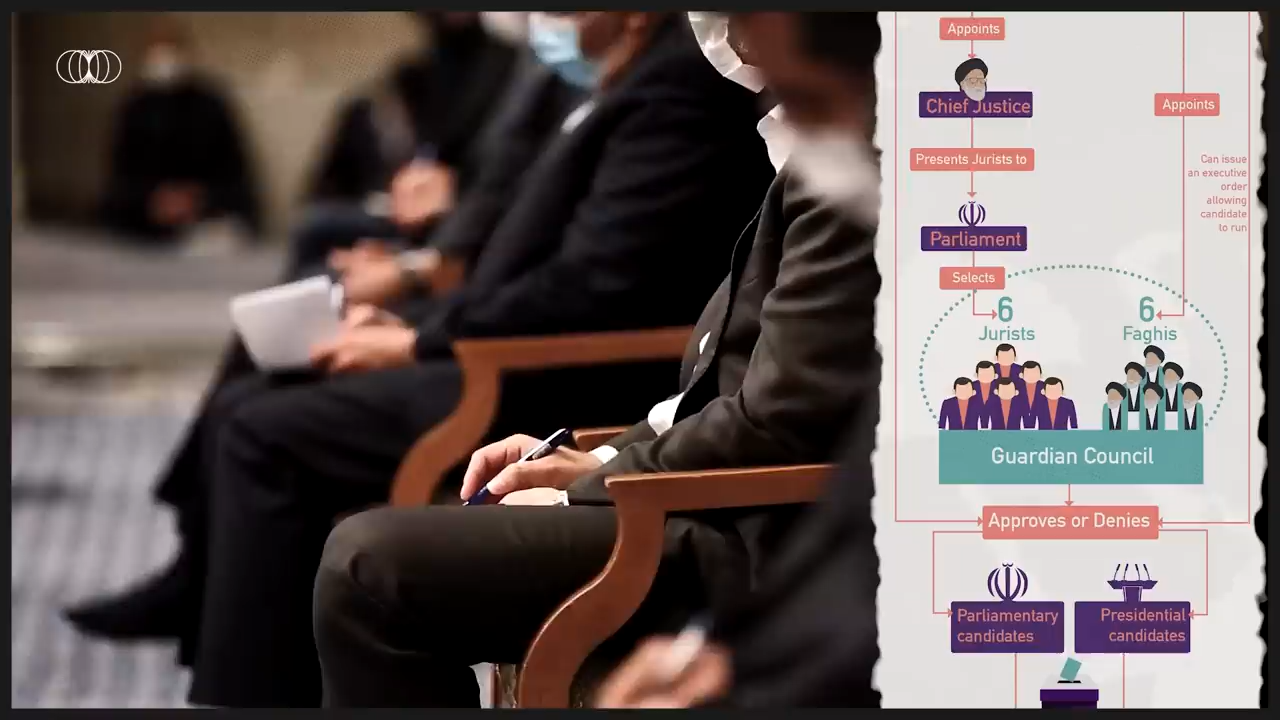 Appoints
Chief Justice
Appoints
Presents Jurists to
Can issue
an executive
order
allowing
candidate
to run
Parliament
Selects
6
Jurists
6
Faghis
Guardian Council
Approves or Denies
Parliamentary
candidates
Presidential
candidates